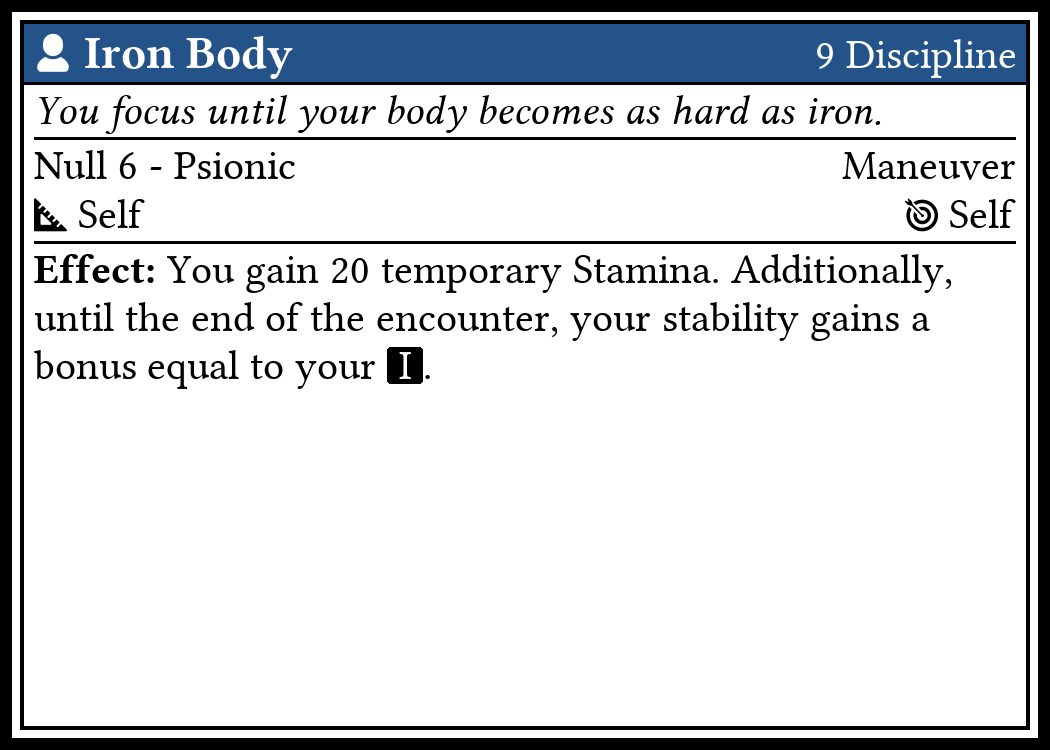 Iron Body 9 Discipline
You focus until your body becomes as hard as iron.
Null 6 - Psionic Maneuver
Self Self
Effect: You gain 20 temporary Stamina. Additionally,
until the end of the encounter, your stability gains a
bonus equal to your I.